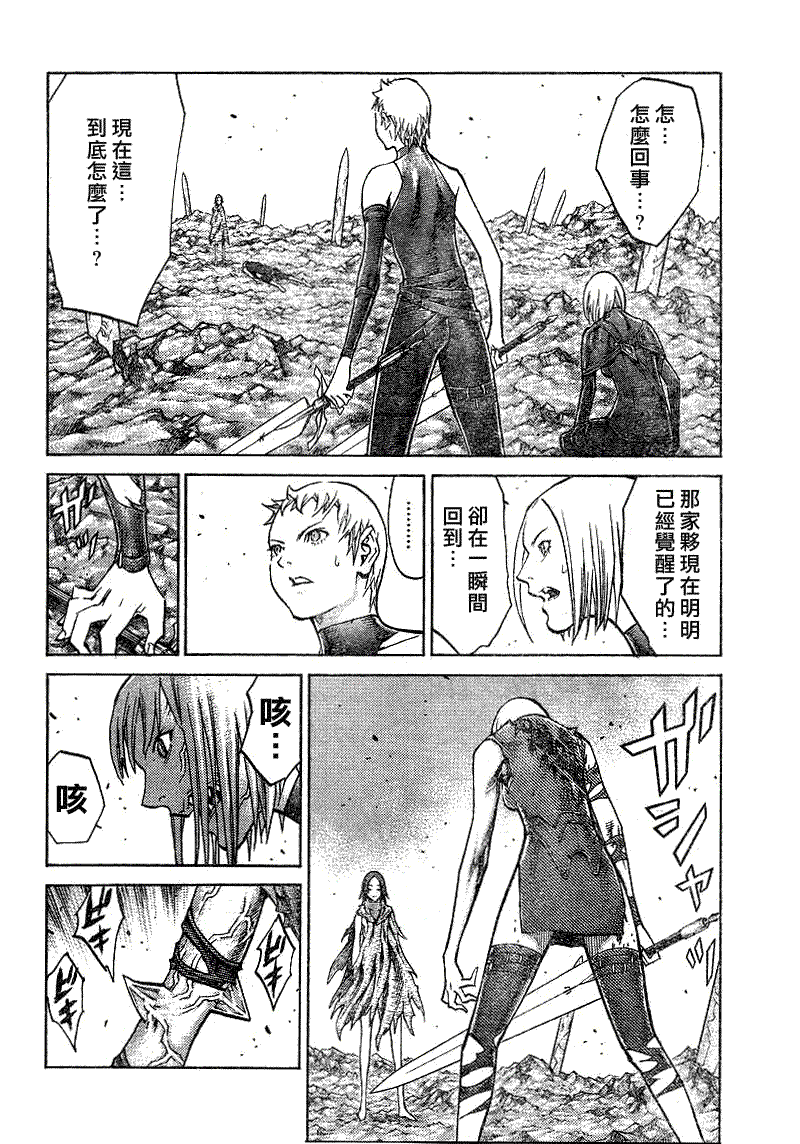 怎…
怎麼回事…?
現在這…
到底怎麼了…?
那家夥現在明明
已經覺醒了的…
卻在一瞬間
回到…
………
ガッ
ガシャ
咳…
咳
ビキ
ビキ
ビキ